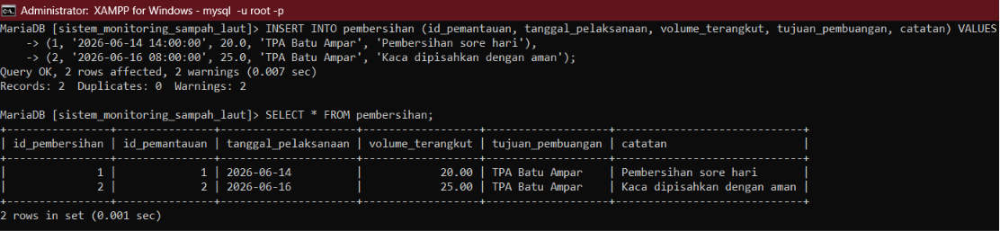 Administrator: XAMPP for Windows - mysql -u root -p
MariaDB [sistem_monitoring_sampah_laut]> INSERT INTO pembersihan (id_pemantauan, tanggal_pelaksanaan, volume_terangkut, tujuan_pembuangan, catatan) VALUES
    -> (1, '2026-06-14 14:00:00', 20.0, 'TPA Batu Ampar', 'Pembersihan sore hari'),
    -> (2, '2026-06-16 08:00:00', 25.0, 'TPA Batu Ampar', 'Kaca dipisahkan dengan aman');
Query OK, 2 rows affected, 2 warnings (0.007 sec)
Records: 2  Duplicates: 0  Warnings: 2
MariaDB [sistem_monitoring_sampah_laut]> SELECT * FROM pembersihan;
+----------------+---------------+---------------------+------------------+-------------------+-----------------------------+
| id_pembersihan | id_pemantauan | tanggal_pelaksanaan | volume_terangkut | tujuan_pembuangan | catatan                     |
+----------------+---------------+---------------------+------------------+-------------------+-----------------------------+
|              1 |             1 | 2026-06-14          |            20.00 | TPA Batu Ampar    | Pembersihan sore hari       |
|              2 |             2 | 2026-06-16          |            25.00 | TPA Batu Ampar    | Kaca dipisahkan dengan aman |
+----------------+---------------+---------------------+------------------+-------------------+-----------------------------+
2 rows in set (0.001 sec)